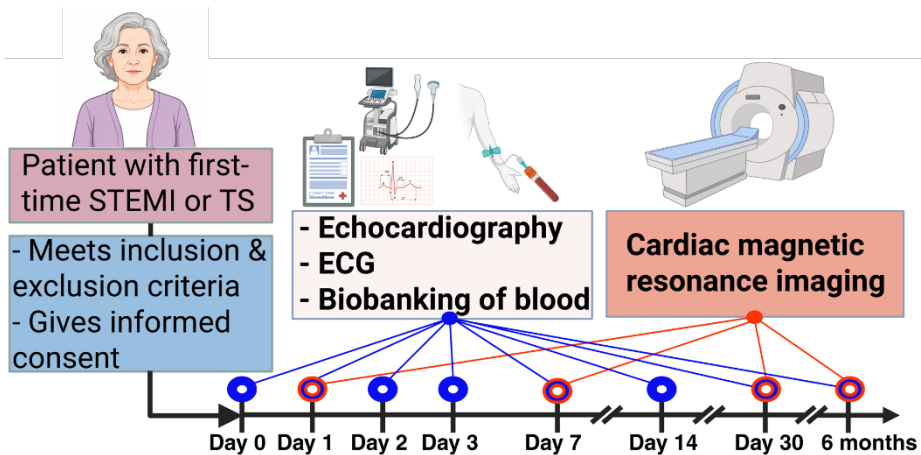 Patient with first-
time STEMI or TS
- Meets inclusion &
exclusion criteria
- Gives informed
consent
- Echocardiography
- ECG
- Biobanking of blood
Cardiac magnetic
resonance imaging
Day 0
Day 1
Day 2
Day 3
Day 7
Day 14
Day 30
6 months